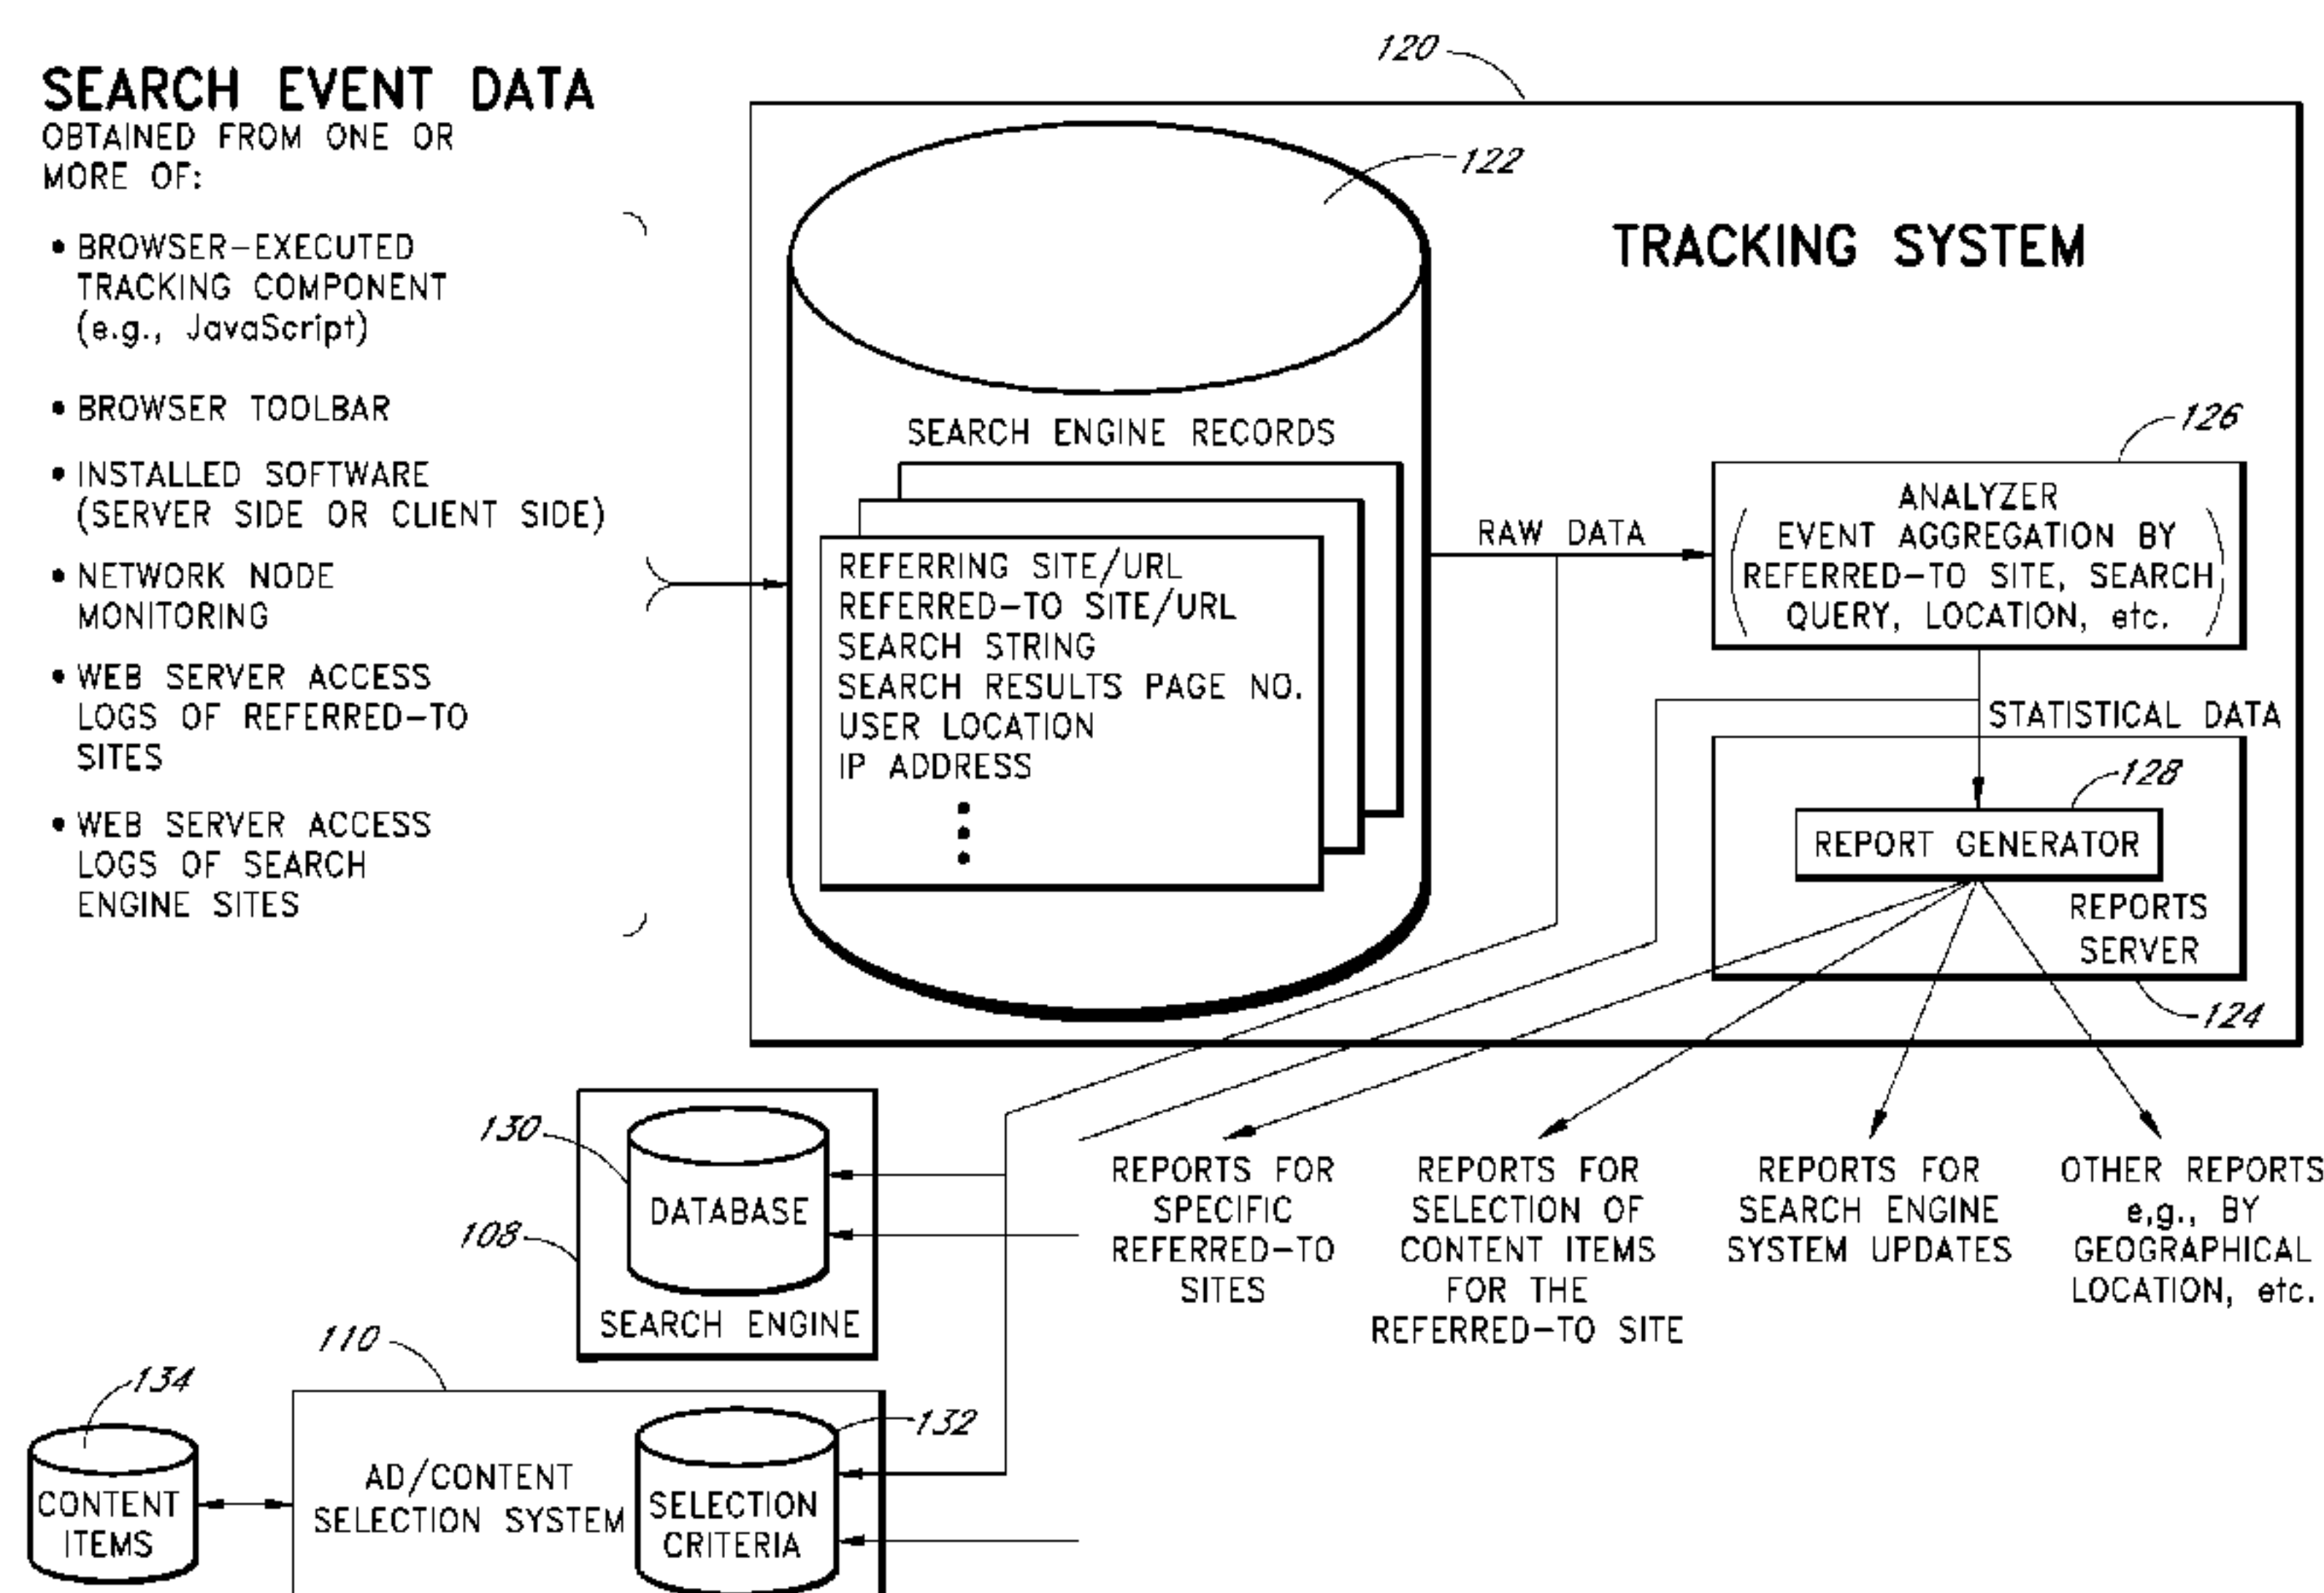 SEARCH EVENT DATA
OBTAINED FROM ONE OR
MORE OF:
• BROWSER-EXECUTED
TRACKING COMPONENT
(e.g., JavaScript)
• BROWSER TOOLBAR
• INSTALLED SOFTWARE
(SERVER SIDE OR CLIENT SIDE)
• NETWORK NODE
MONITORING
• WEB SERVER ACCESS
LOGS OF REFERRED-TO
SITES
• WEB SERVER ACCESS
LOGS OF SEARCH
ENGINE SITES
120
122
TRACKING SYSTEM
SEARCH ENGINE RECORDS
REFERRING SITE/URL
REFERRED-TO SITE/URL
SEARCH STRING
SEARCH RESULTS PAGE NO.
USER LOCATION
IP ADDRESS
RAW DATA
126
ANALYZER
EVENT AGGREGATION BY
REFERRED-TO SITE, SEARCH
QUERY, LOCATION, etc.
STATISTICAL DATA
128
REPORT GENERATOR
REPORTS
SERVER
124
130
DATABASE
108
SEARCH ENGINE
REPORTS FOR
SPECIFIC
REFERRED-TO
SITES
REPORTS FOR
SELECTION OF
CONTENT ITEMS
FOR THE
REFERRED-TO SITE
REPORTS FOR
SEARCH ENGINE
SYSTEM UPDATES
OTHER REPORTS
e,g., BY
GEOGRAPHICAL
LOCATION, etc.
110
134
CONTENT
ITEMS
AD/CONTENT
SELECTION SYSTEM
132
SELECTION
CRITERIA